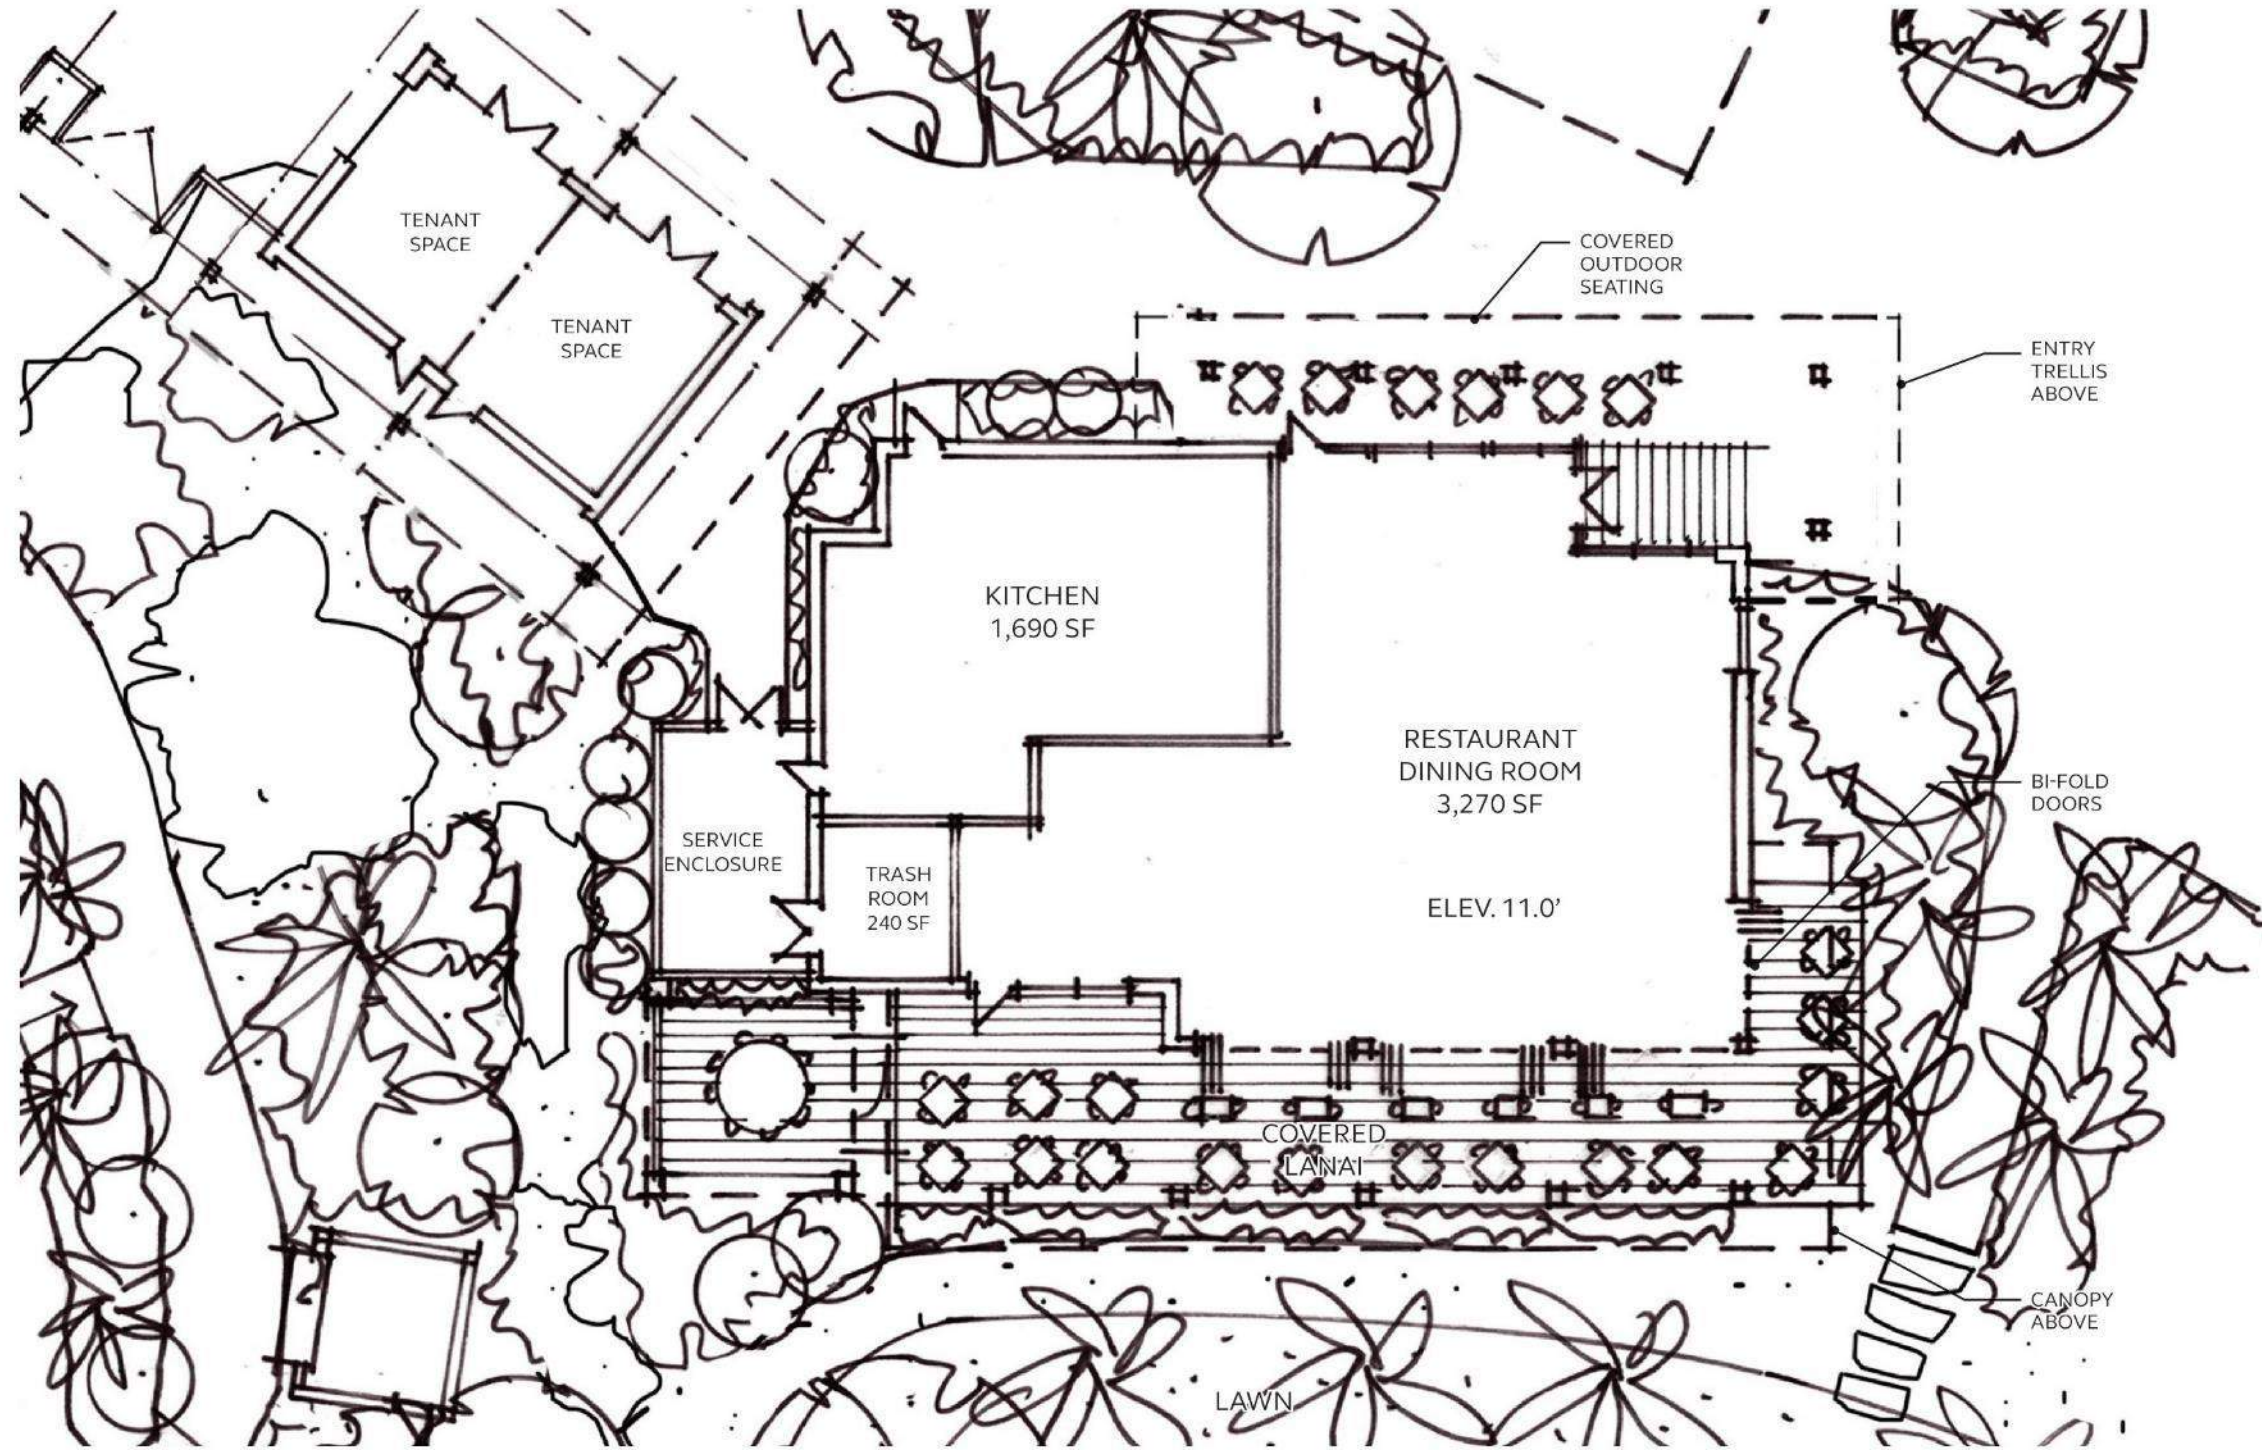 TENANT
SPACE
TENANT
SPACE
COVERED
OUTDOOR
SEATING
ENTRY
TRELLIS
ABOVE
KITCHEN
1,690 SF
RESTAURANT
DINING ROOM
3,270 SF
ELEV. 11.0’
BI-FOLD
DOORS
SERVICE
ENCLOSURE
TRASH
ROOM
240 SF
COVERED
LANAI
CANOPY
ABOVE
LAWN